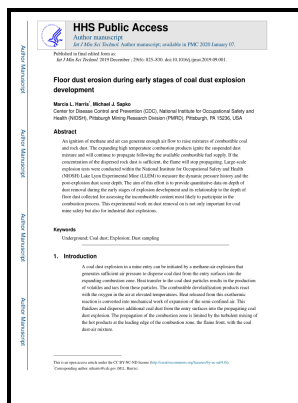 HHS Public Access
Author manuscript
Int J Min Sci Technol. Author manuscript; available in PMC 2020 January 07.
Published in final edited form as:
Int J Min Sci Technol. 2019 December ; 29(6): 825–830. doi:10.1016/j.ijmst.2019.09.001.
Floor dust erosion during early stages of coal dust explosion
development
Marcia L. Harris*, Michael J. Sapko
Center for Disease Control and Prevention (CDC), National Institute for Occupational Safety and
Health (NIOSH), Pittsburgh Mining Research Division (PMRD), Pittsburgh, PA 15236, USA
Abstract
An ignition of methane and air can generate enough air flow to raise mixtures of combustible coal
and rock dust. The expanding high temperature combustion products ignite the suspended dust
mixture and will continue to propagate following the available combustible fuel supply. If the
concentration of the dispersed rock dust is sufficient, the flame will stop propagating. Large-scale
explosion tests were conducted within the National Institute for Occupational Safety and Health
(NIOSH) Lake Lynn Experimental Mine (LLEM) to measure the dynamic pressure history and the
post-explosion dust scour depth. The aim of this effort is to provide quantitative data on depth of
dust removal during the early stages of explosion development and its relationship to the depth of
floor dust collected for assessing the incombustible content most likely to participate in the
combustion process. This experimental work on dust removal on is not only important for coal
mine safety but also for industrial dust explosions.
Keywords
Underground; Coal dust; Explosion; Dust sampling
1. Introduction
A coal dust explosion in a mine entry can be initiated by a methane-air explosion that
generates sufficient air pressure to disperse coal dust from the entry surfaces into the
expanding combustion zone. Heat transfer to the coal dust particles results in the production
of volatiles and tars from these particles. The combustible devolatilization products react
with the oxygen in the air at elevated temperatures. Heat released from this exothermic
reaction is converted into mechanical work of expansion of the semi confined air. This
fluidizes and disperses additional coal dust from the entry surfaces into the propagating coal
dust explosion. The propagation of the combustion zone is limited by the turbulent mixing of
the hot products at the leading edge of the combustion zone, the flame front, with the coal
dust-air mixture.
This is an open access article under the CC BY-NC-ND license
*Corresponding author.
Author Manuscript
Author Manuscript
Author Manuscript
Author Manuscript